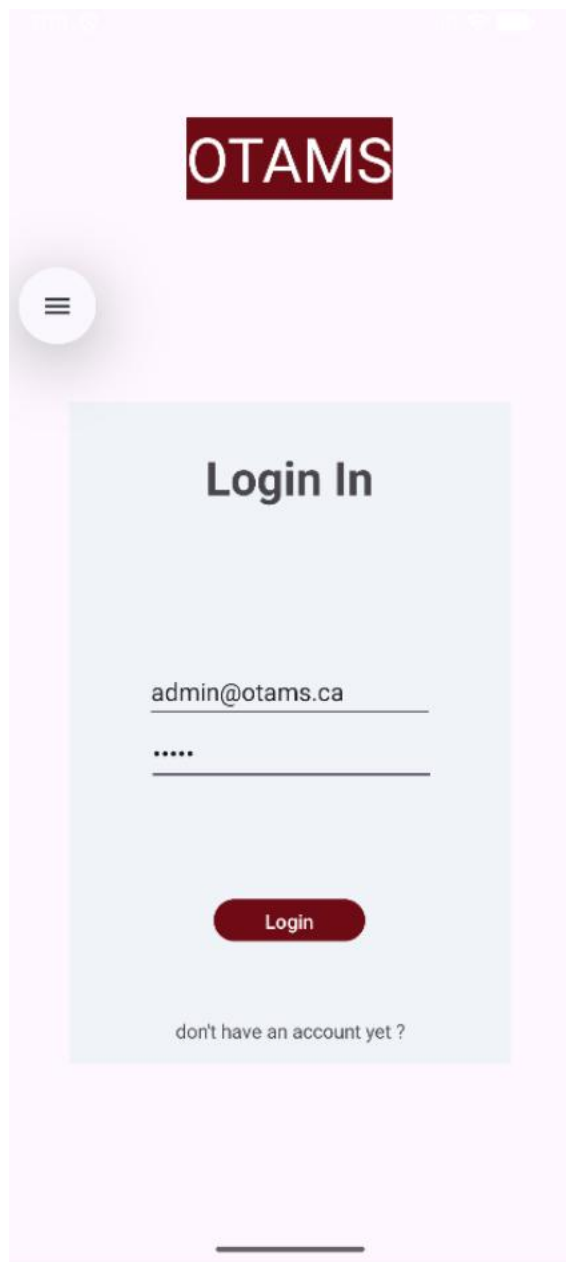 OTAMS
Login In
admin@otams.ca
•••••
Login
don't have an account yet ?